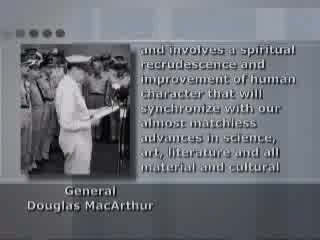 and involves a spiritual
recrudescence and
improvement of human
character that will
synchronize with our
almost matchless
advances in science,
art, literature and all
material and cultural
General
Douglas MacArthur